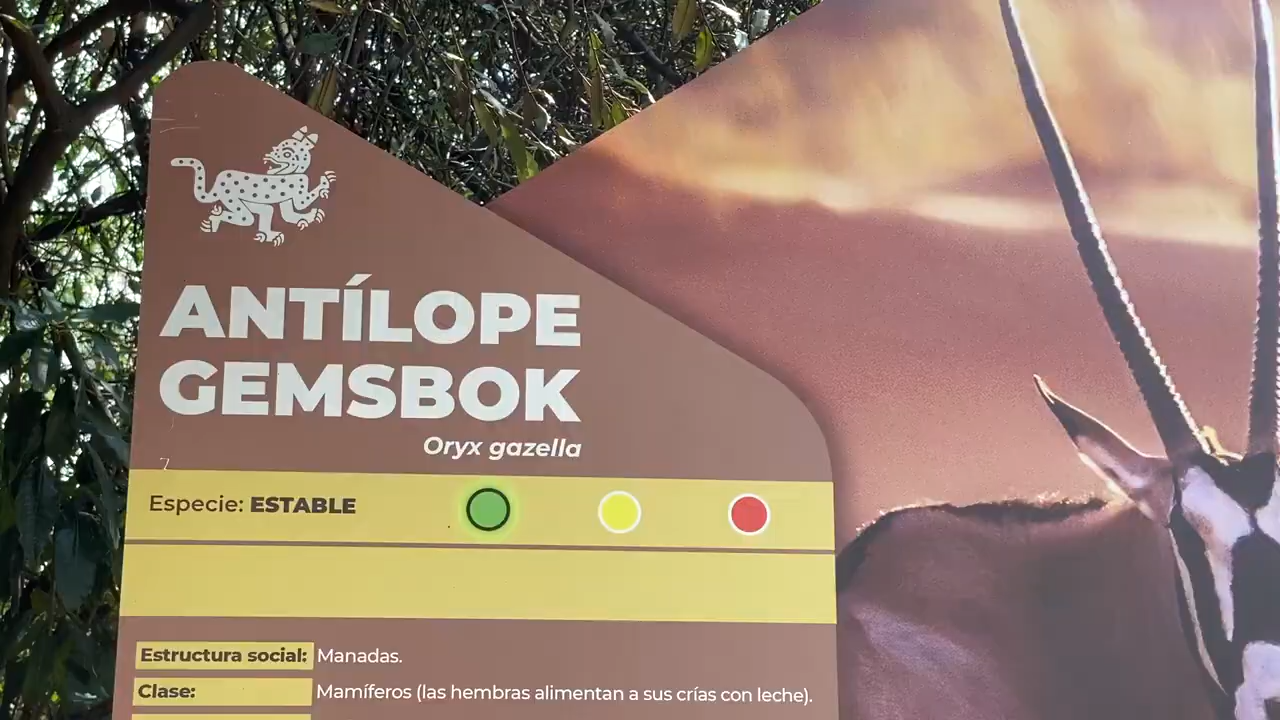 ANTÍLOPE
GEMSBOK
Oryx gazella
Especie: ESTABLE
Estructura social: Manadas.
Clase: Mamíferos (las hembras alimentan a sus crías con leche).